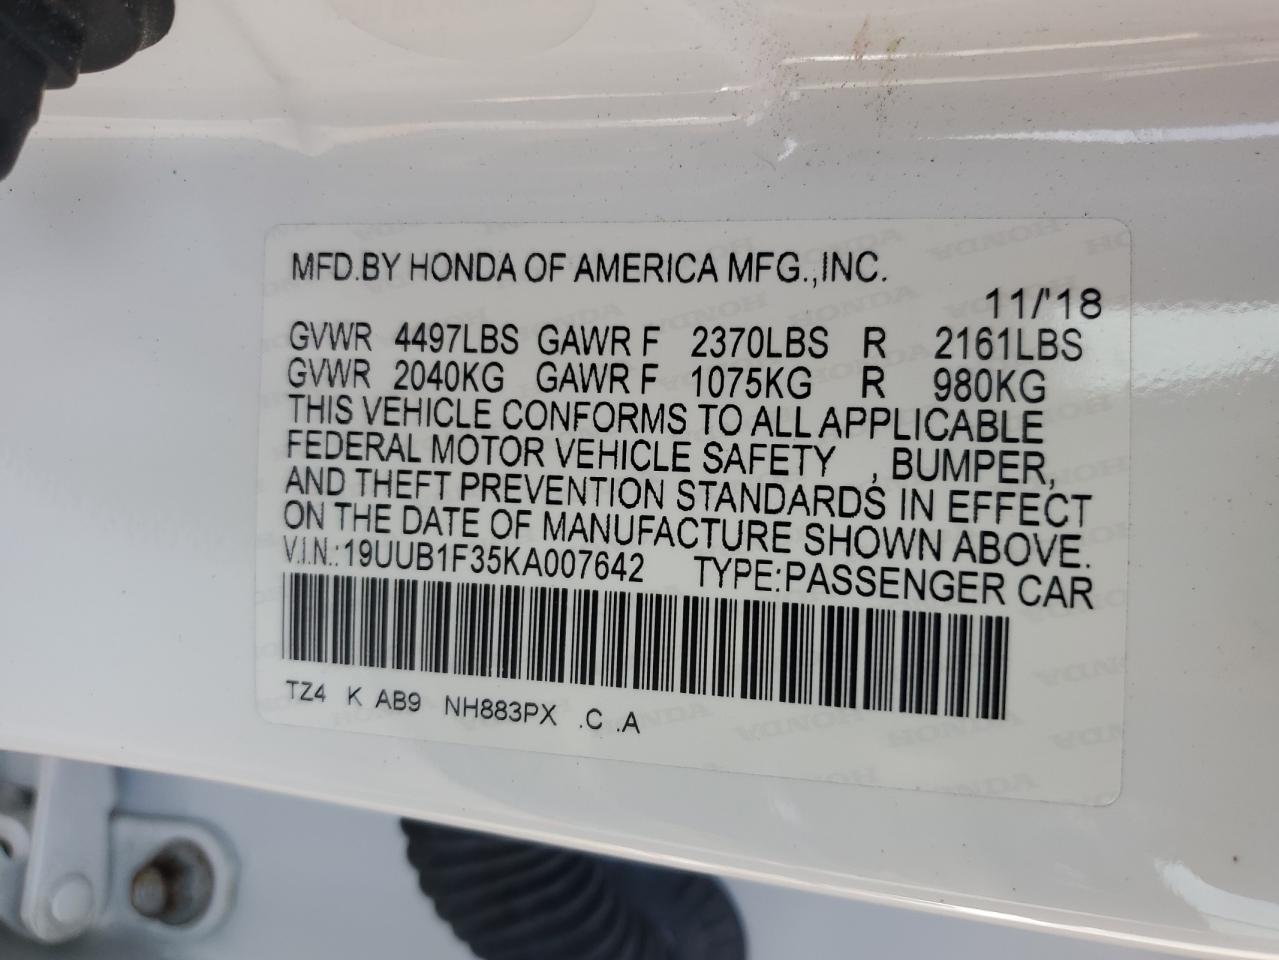 MFD.BY HONDA OF AMERICA MFG.,INC.
11/'18
GVWR 4497LBS GAWR F 2370LBS R 2161LBS
GVWR 2040KG GAWR F 1075KG R 980KG
THIS VEHICLE CONFORMS TO ALL APPLICABLE
FEDERAL MOTOR VEHICLE SAFETY , BUMPER,
AND THEFT PREVENTION STANDARDS IN EFFECT
ON THE DATE OF MANUFACTURE SHOWN ABOVE.
V.I.N.:19UUB1F35KA007642 TYPE:PASSENGER CAR
TZ4 K AB9 NH883PX .C .A